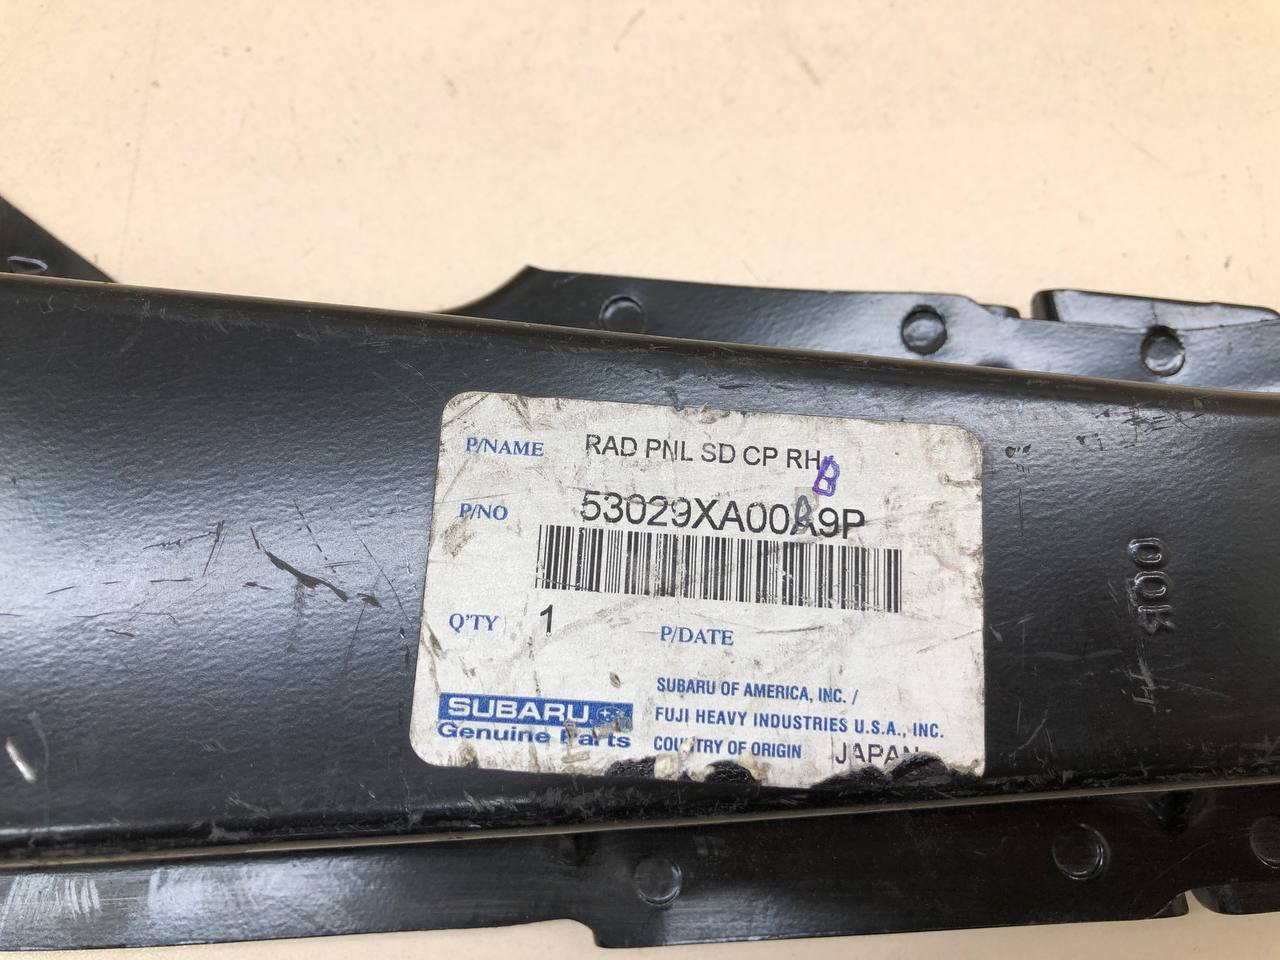 P/NAME RAD PNL SD CP RH
B
P/NO 53029XA00A9P
Q'TY 1
P/DATE
SUBARU
Genuine Parts
SUBARU OF AMERICA, INC. /
FUJI HEAVY INDUSTRIES U.S.A., INC.
COUNTRY OF ORIGIN JAPAN